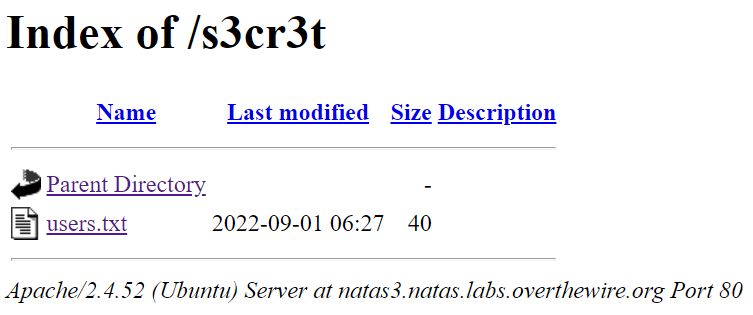 Index of /s3cr3t
Name Last modified Size Description
Parent Directory -
users.txt 2022-09-01 06:27 40
Apache/2.4.52 (Ubuntu) Server at natas3.natas.labs.overthewire.org Port 80